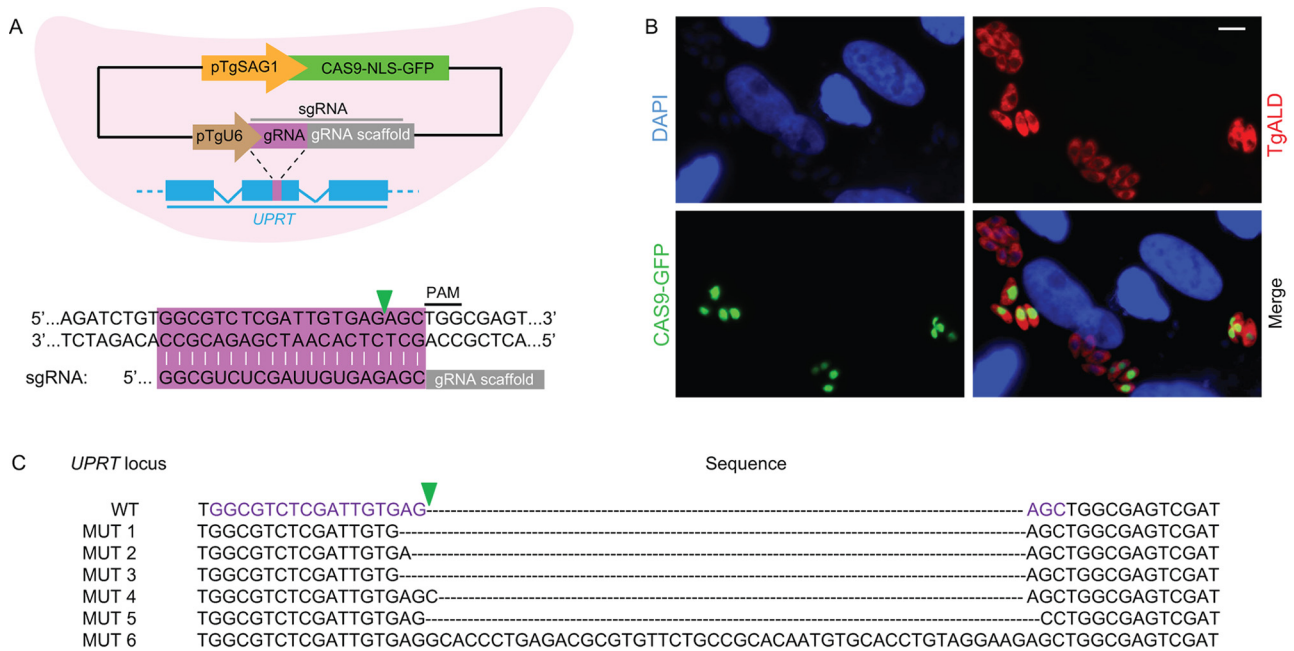 A
pTgSAG1
CAS9-NLS-GFP
sgRNA
pTgU6
gRNA
gRNA scaffold
UPRT
PAM
5'...AGATCTGTGGCGTCTCGATTGTGAGAGCTGGCGAGT...3'
3'...TCTAGACACCGCAGAGCTAACACTCTCGACCGCTCA...5'
sgRNA: 5'... GGCGUCUCGAUUGUGAGAGC gRNA scaffold
B
DAPI
TgALD
CAS9-GFP
Merge
C UPRT locus Sequence
WT TGGCGTCTCGATTGTGAG-----------------------------------------------AGCTGGCGAGTCGAT
MUT 1 TGGCGTCTCGATTGTG-------------------------------------------------AGCTGGCGAGTCGAT
MUT 2 TGGCGTCTCGATTGTGA------------------------------------------------AGCTGGCGAGTCGAT
MUT 3 TGGCGTCTCGATTGTG-------------------------------------------------AGCTGGCGAGTCGAT
MUT 4 TGGCGTCTCGATTGTGAGC----------------------------------------------AGCTGGCGAGTCGAT
MUT 5 TGGCGTCTCGATTGTGAG------------------------------------------------CCTGGCGAGTCGAT
MUT 6 TGGCGTCTCGATTGTGAGGCACCCTGAGACGCGTGTTCTGCCGCACAATGTGCACCTGTAGGAAGAGCTGGCGAGTCGAT